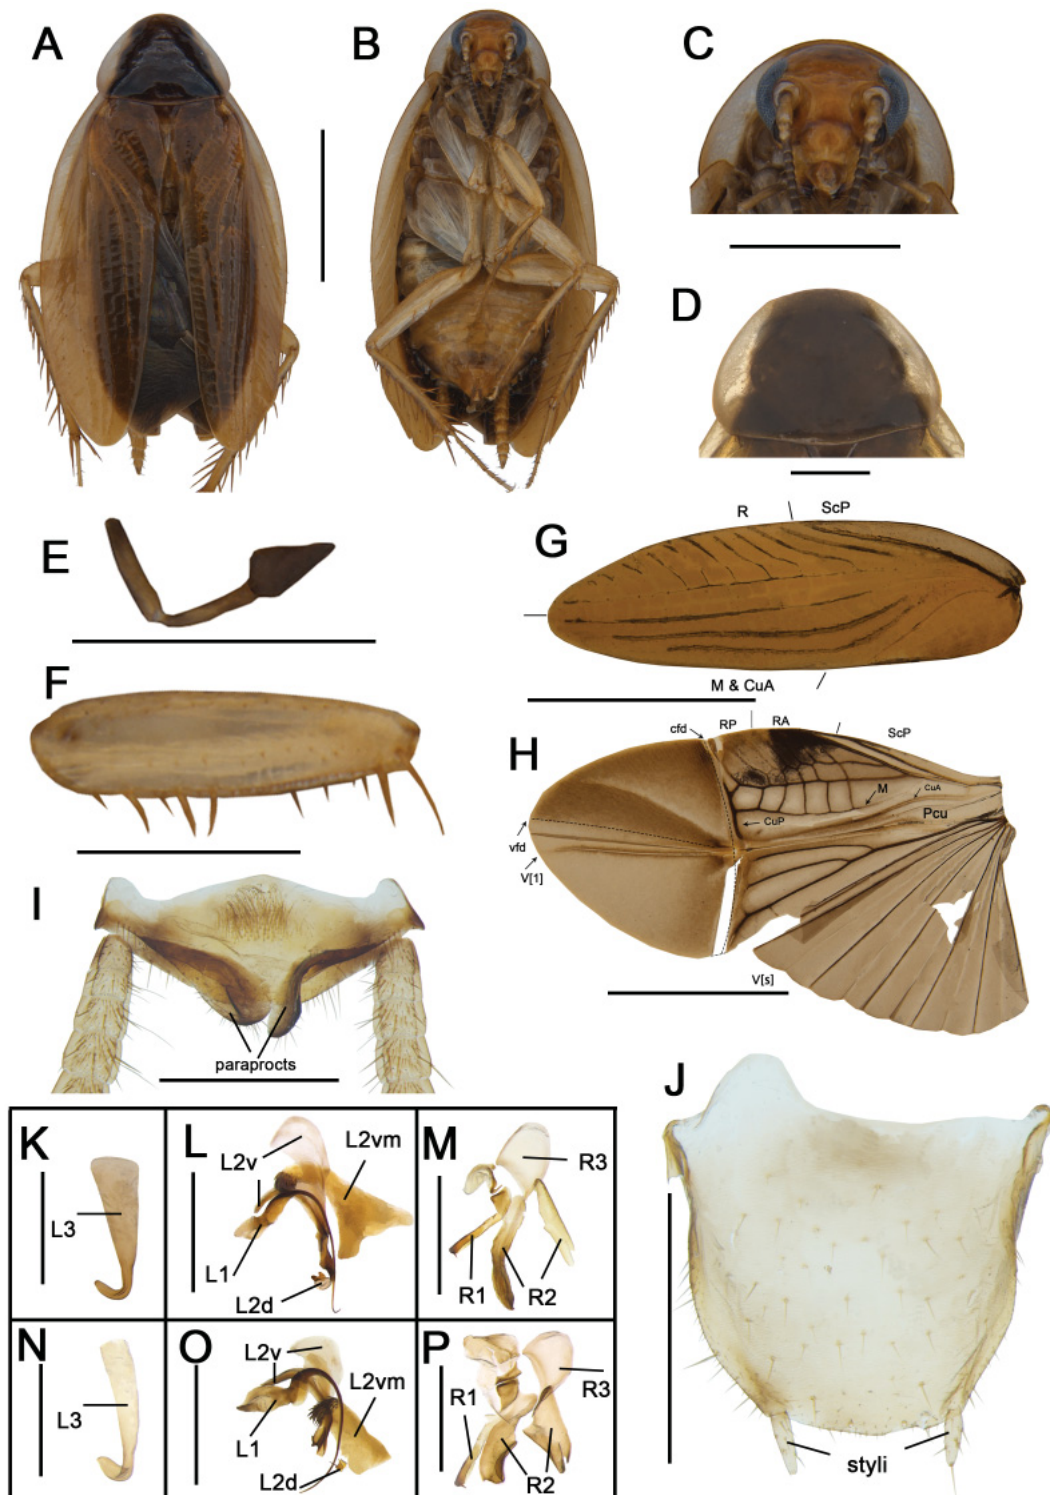 A
B
C
D
E
R ScP
G
M & CuA
F
cfd RP RA ScP
H
M CuA
CuP Pcu
vfd
V[1]
V[s]
I
paraprocts
J
styli
K
L3
L
L2v L2vm
L1
L2d
M
R3
R1 R2
N
L3
O
L2v
L2vm
L1
L2d
P
R1 R3
R2